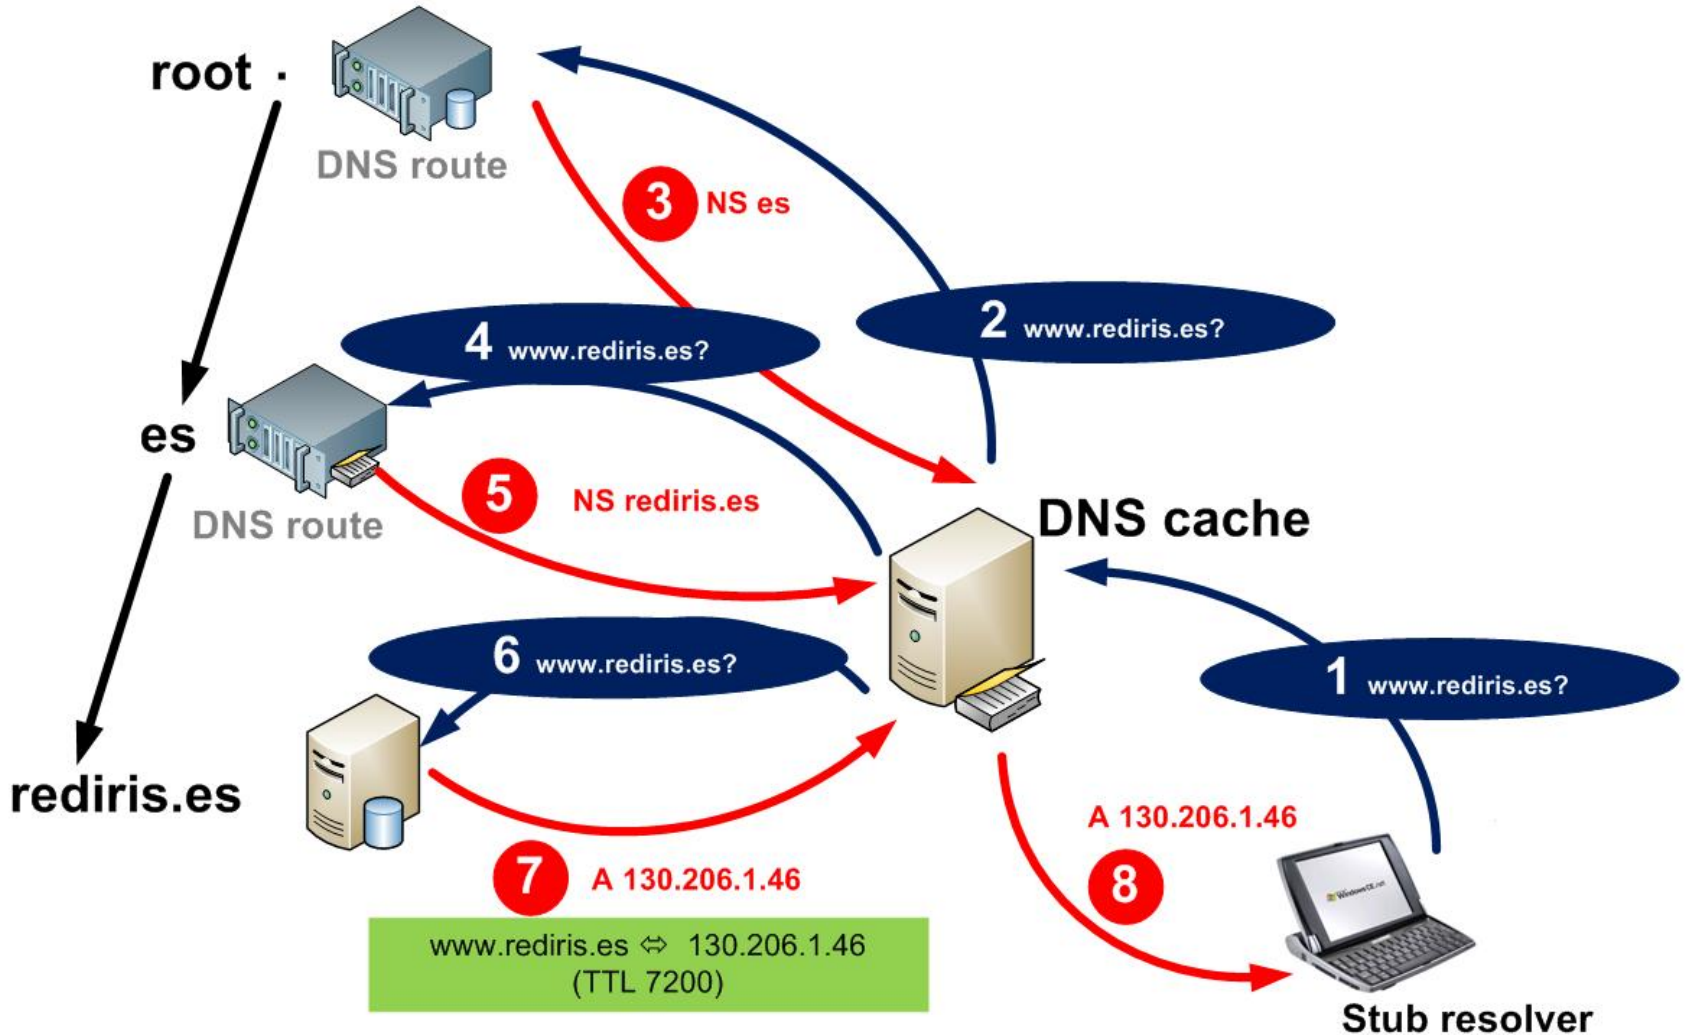 root .
DNS route
3 NS es
2 www.rediris.es?
4 www.rediris.es?
es
DNS route
5 NS rediris.es
DNS cache
6 www.rediris.es?
1 www.rediris.es?
rediris.es
A 130.206.1.46
8
7 A 130.206.1.46
www.rediris.es ⇔ 130.206.1.46
(TTL 7200)
Stub resolver